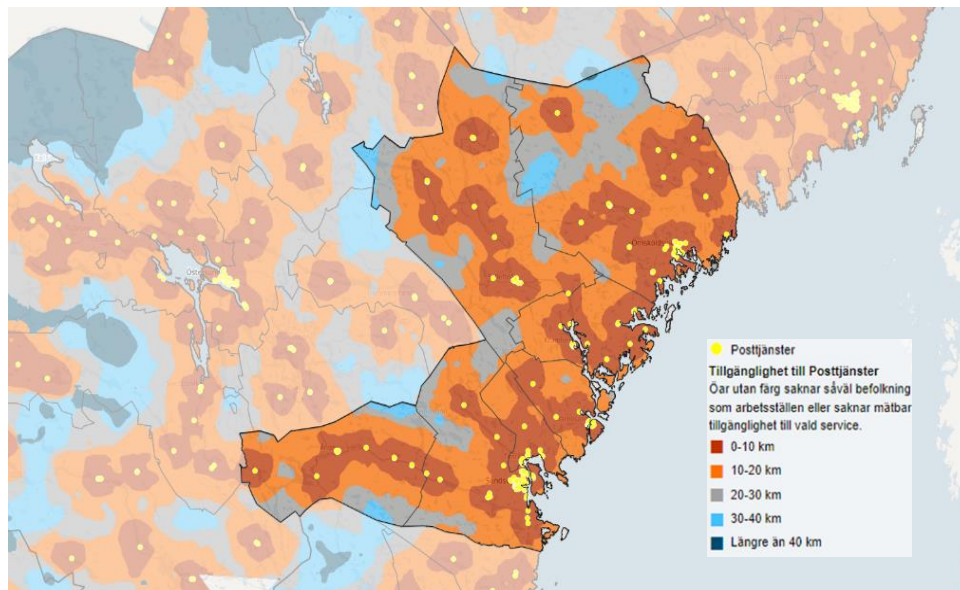 Posttjänster
Tillgänglighet till Posttjänster
Öar utan färg saknar såväl befolkning
som arbetsställen eller saknar mätbar
tillgänglighet till vald service.
0-10 km
10-20 km
20-30 km
30-40 km
Längre än 40 km